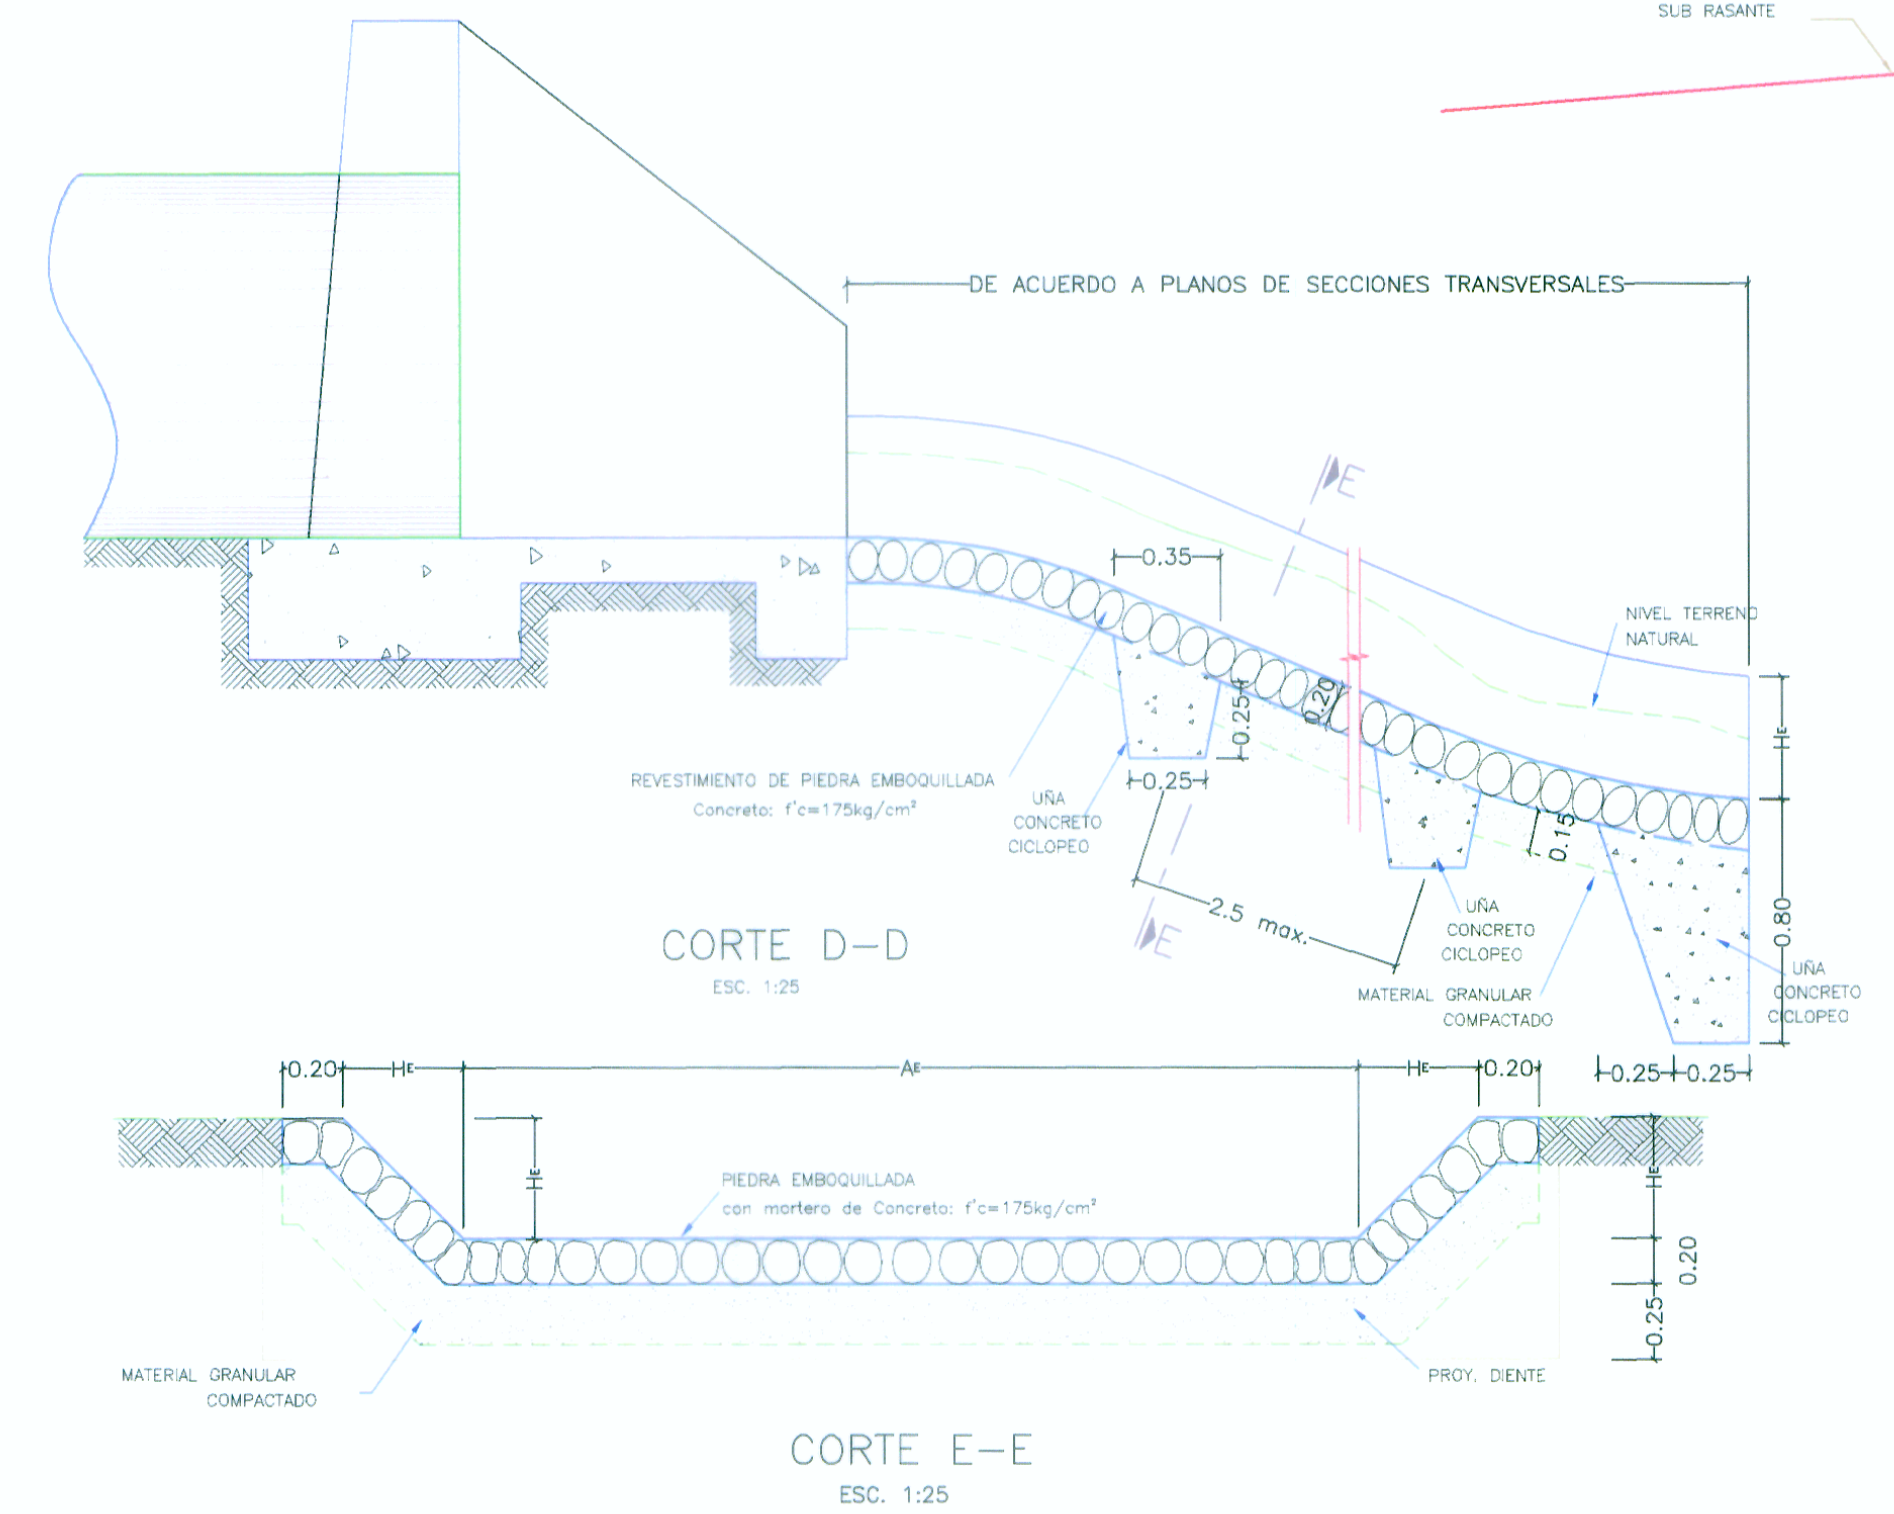 SUB RASANTE
DE ACUERDO A PLANOS DE SECCIONES TRANSVERSALES
E
0.35
NIVEL TERRENO
NATURAL
0.20
0.25
HE
REVESTIMIENTO DE PIEDRA EMBOQUILLADA
Concreto: f'c=175kg/cm²
0.25
UÑA
CONCRETO
CICLOPEO
0.15
2.5 max.
E
UÑA
CONCRETO
CICLOPEO
0.80
MATERIAL GRANULAR
COMPACTADO
UÑA
CONCRETO
CICLOPEO
CORTE D-D
ESC. 1:25
0.25 0.25
0.20 HE AE HE 0.20
HE
PIEDRA EMBOQUILLADA
con mortero de Concreto: f'c=175kg/cm²
HE
0.20
0.25
MATERIAL GRANULAR
COMPACTADO
PROY. DIENTE
CORTE E-E
ESC. 1:25